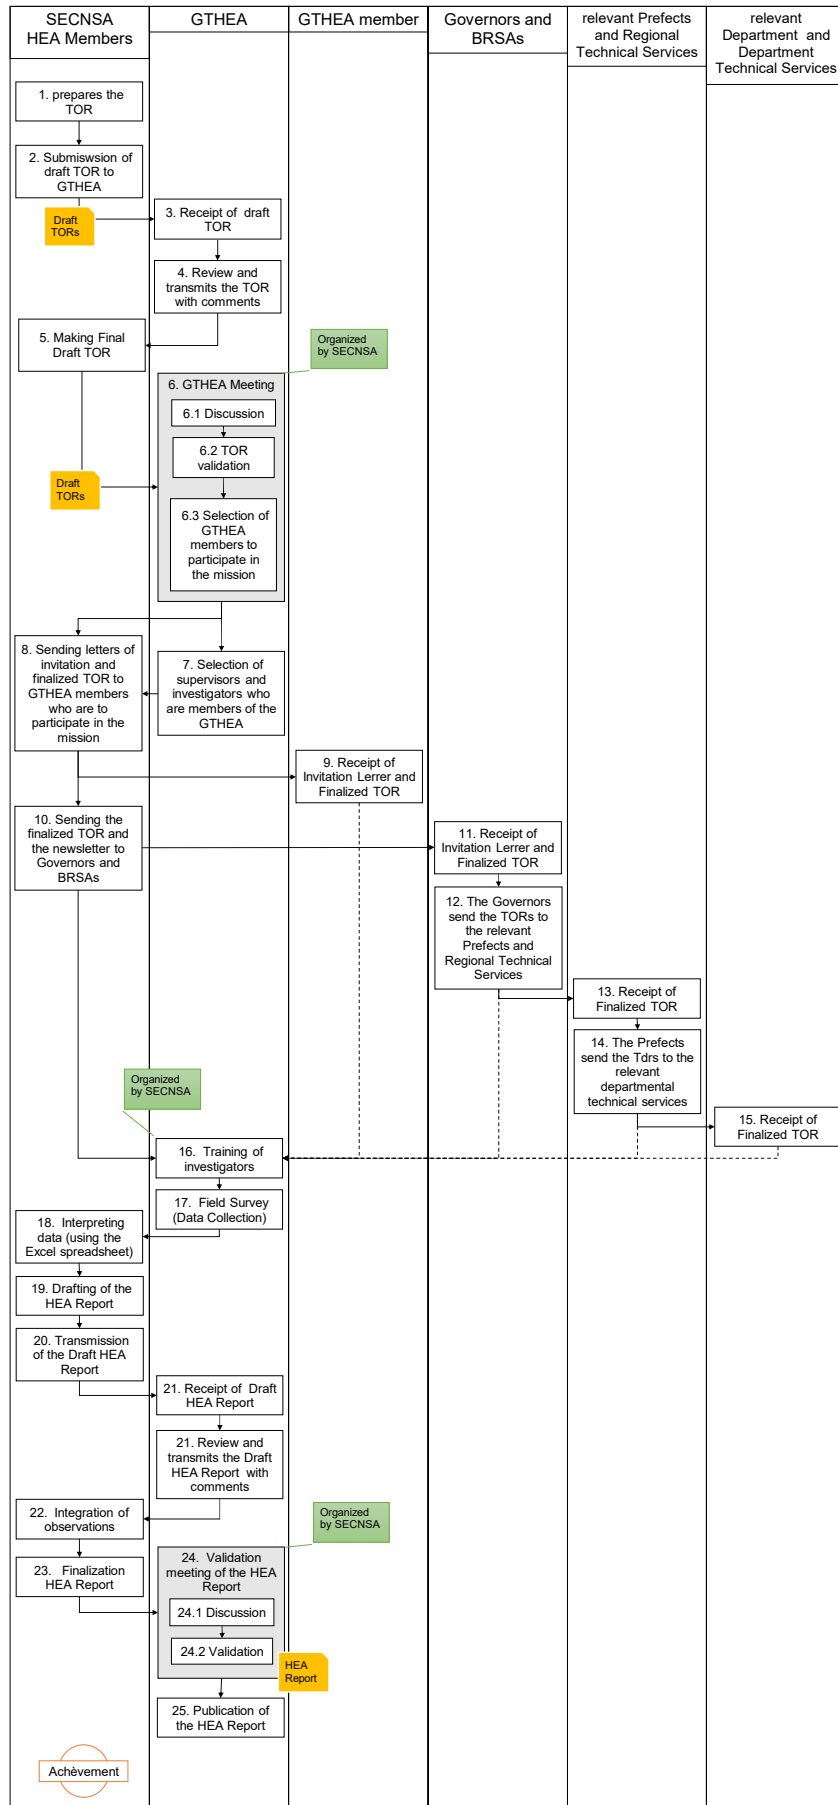 SECNSA
HEA Members
GTHEA
GTHEA member
Governors and
BRSAs
relevant Prefects
and Regional
Technical Services
relevant
Department and
Department
Technical Services
1. prepares the
TOR
2. Submiswsion of
draft TOR to
GTHEA
Draft
TORs
3. Receipt of draft
TOR
4. Review and
transmits the TOR
with comments
5. Making Final
Draft TOR
Organized
by SECNSA
6. GTHEA Meeting
6.1 Discussion
6.2 TOR
validation
Draft
TORs
6.3 Selection of
GTHEA
members to
participate in
the mission
8. Sending letters of
invitation and
finalized TOR to
GTHEA members
who are to
participate in the
mission
7. Selection of
supervisors and
investigators who
are members of the
GTHEA
9. Receipt of
Invitation Lerrer and
Finalized TOR
10. Sending the
finalized TOR and
the newsletter to
Governors and
BRSAs
11. Receipt of
Invitation Lerrer and
Finalized TOR
12. The Governors
send the TORs to
the relevant
Prefects and
Regional Technical
Services
13. Receipt of
Finalized TOR
14. The Prefects
send the Tdrs to the
relevant
departmental
technical services
Organized
by SECNSA
15. Receipt of
Finalized TOR
16. Training of
investigators
17. Field Survey
(Data Collection)
18. Interpreting
data (using the
Excel spreadsheet)
19. Drafting of the
HEA Report
20. Transmission
of the Draft HEA
Report
21. Receipt of Draft
HEA Report
21. Review and
transmits the Draft
HEA Report with
comments
22. Integration of
observations
Organized
by SECNSA
23. Finalization
HEA Report
24. Validation
meeting of the HEA
Report
24.1 Discussion
24.2 Validation
HEA
Report
25. Publication of
the HEA Report
Achèvement